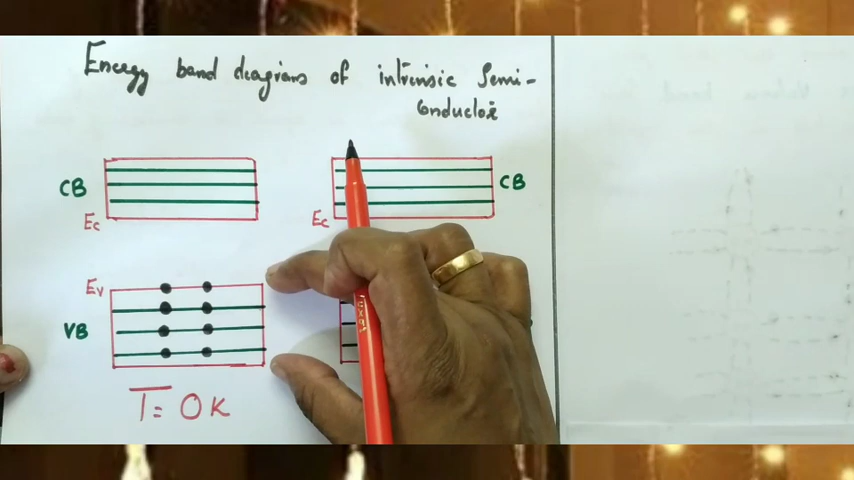 Energy band diagrams of intrinsic Semi-
Conductor
CB
Ec
CB
Ec
Ev
VB
T = 0 K